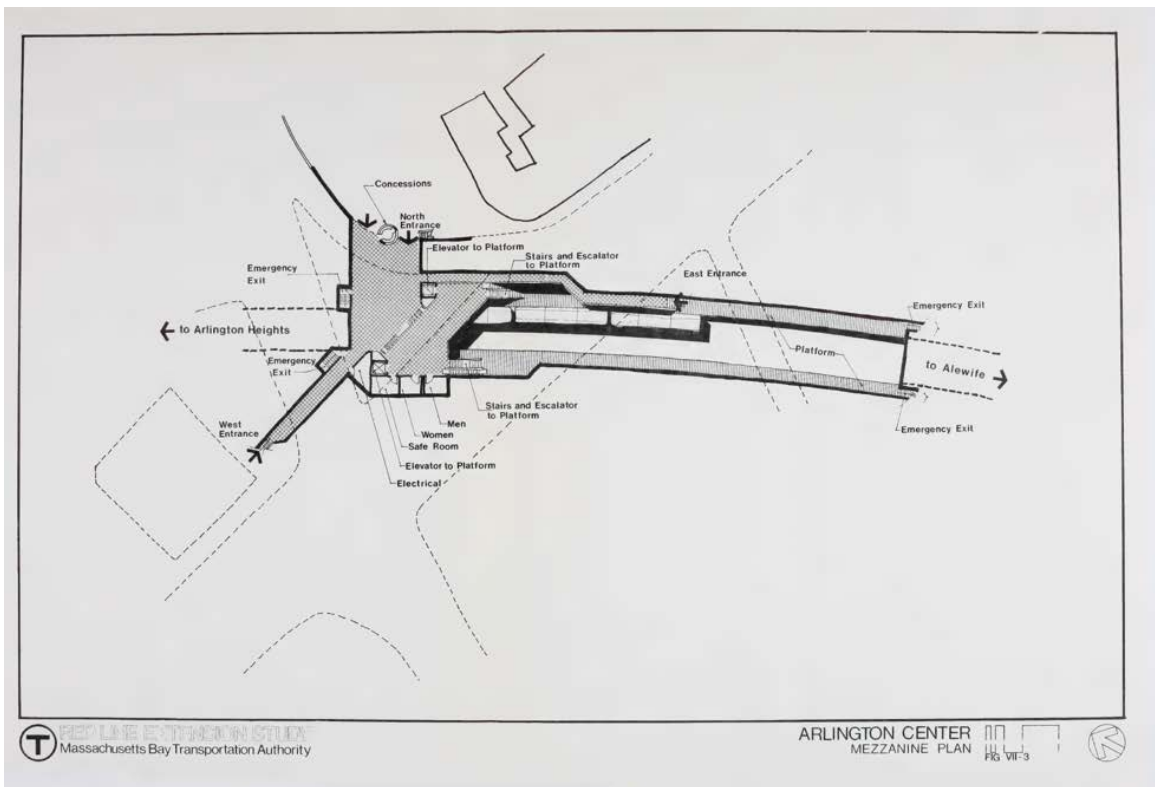 Concessions
North
Entrance
Elevator to Platform
Stairs and Escalator
to Platform
Emergency
Exit
East Entrance
Emergency Exit
to Arlington Heights
Platform
Emergency
Exit
to Alewife
Stairs and Escalator
to Platform
Men
West
Entrance
Women
Emergency Exit
Safe Room
Elevator to Platform
Electrical
T
RED LINE EXTENSION STUDY
Massachusetts Bay Transportation Authority
ARLINGTON CENTER
MEZZANINE PLAN
FIG VII-3